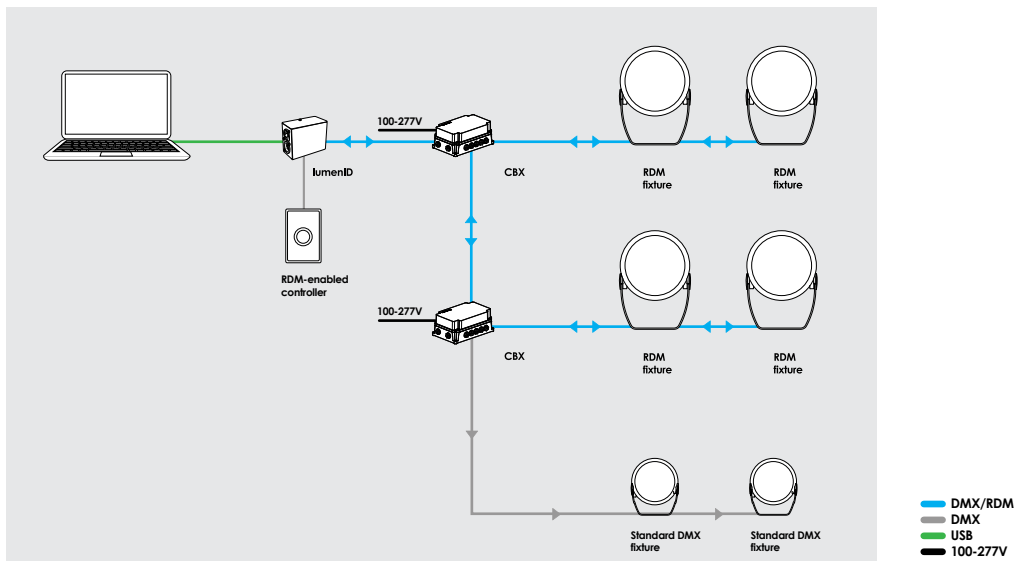 100-277V
lumenID
CBX
RDM
fixture
RDM
fixture
RDM-enabled
controller
100-277V
CBX
RDM
fixture
RDM
fixture
Standard DMX
fixture
Standard DMX
fixture
DMX/RDM
DMX
USB
100-277V